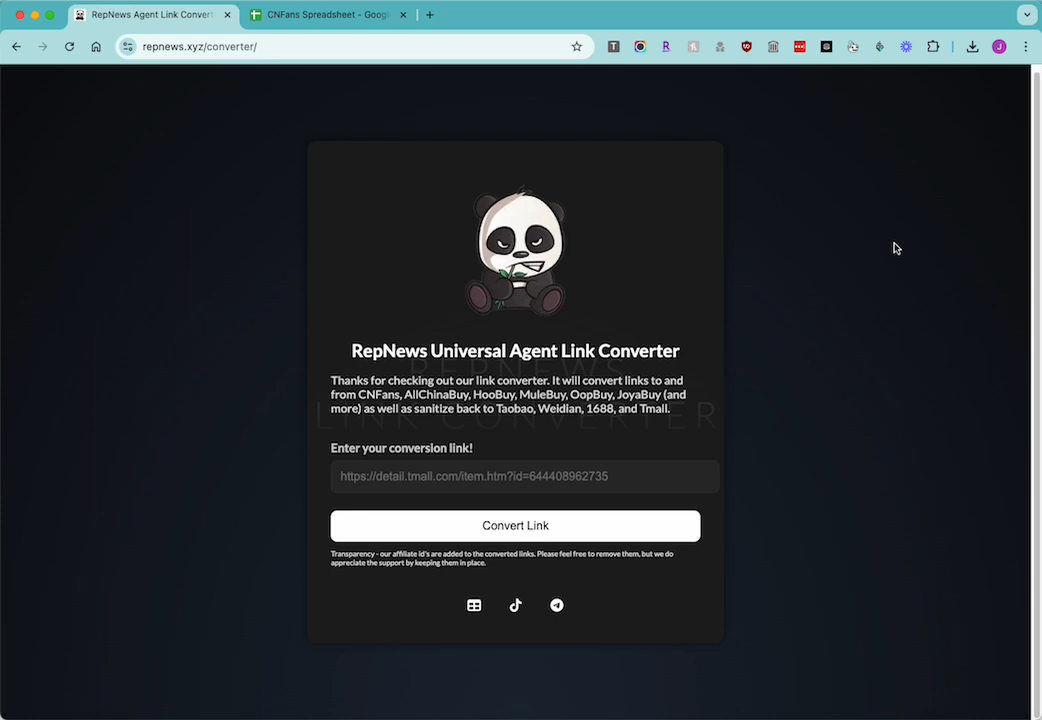 RepNews Agent Link Convert
CNFans Spreadsheet - Googl
repnews.xyz/converter/
RepNews Universal Agent Link Converter
REPNEWS
LINK CONVERTER
Thanks for checking out our link converter. It will convert links to and
from CNFans, AllChinaBuy, HooBuy, MuleBuy, OopBuy, JoyaBuy (and
more) as well as sanitize back to Taobao, Weidian, 1688, and Tmall.
Enter your conversion link!
https://detail.tmall.com/item.htm?id=644408962735
Convert Link
Transparency - our affiliate id's are added to the converted links. Please feel free to remove them, but we do
appreciate the support by keeping them in place.